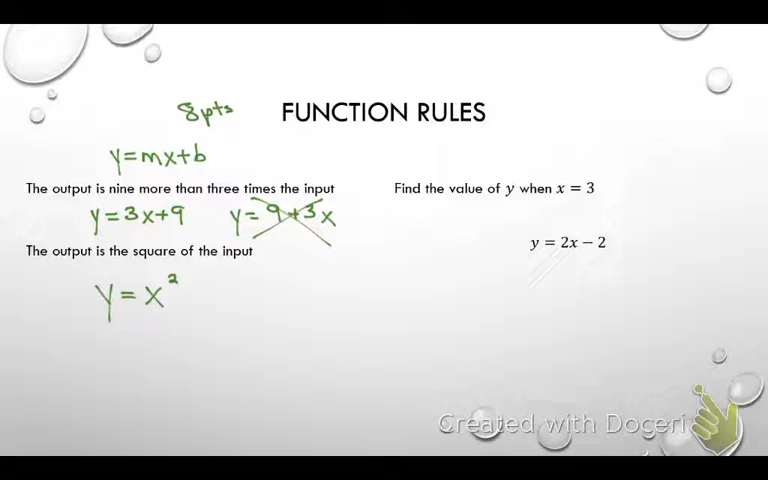 8pts
FUNCTION RULES
y=mx+b
The output is nine more than three times the input
y=3x+9 y=9+3x
The output is the square of the input
y=x²
Find the value of y when x = 3
y = 2x − 2
Created with Doceri